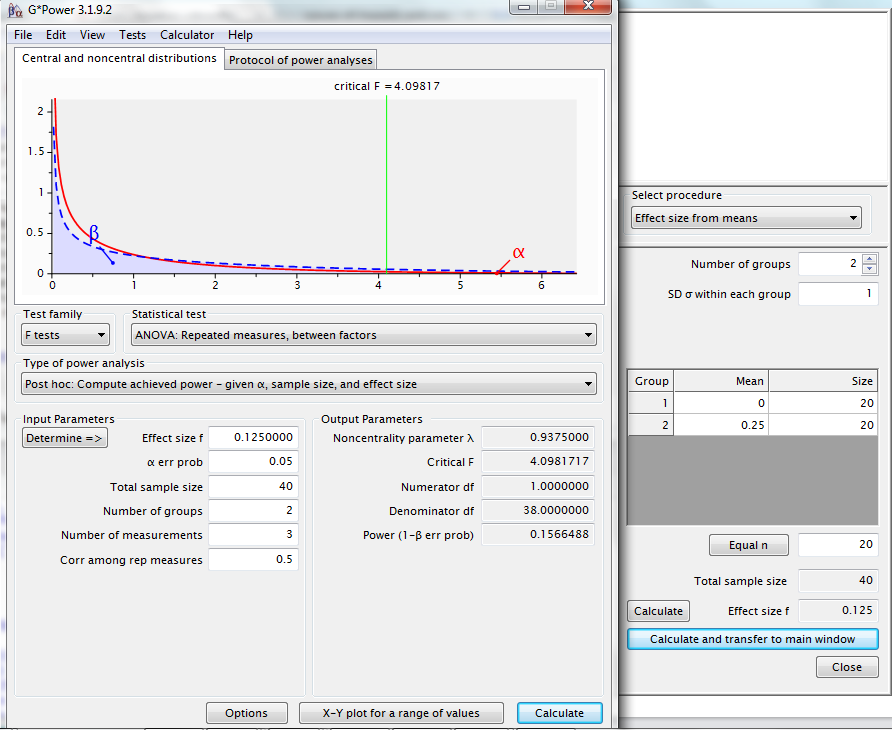 G*Power 3.1.9.2
File Edit View Tests Calculator Help
Central and noncentral distributions
Protocol of power analyses
critical F = 4.09817
2
1.5
1
0.5
0
β
α
0 1 2 3 4 5 6
Test family
Statistical test
F tests
ANOVA: Repeated measures, between factors
Type of power analysis
Post hoc: Compute achieved power - given α, sample size, and effect size
Input Parameters
Determine =>
Effect size f 0.1250000
α err prob 0.05
Total sample size 40
Number of groups 2
Number of measurements 3
Corr among rep measures 0.5
Output Parameters
Noncentrality parameter λ 0.9375000
Critical F 4.0981717
Numerator df 1.0000000
Denominator df 38.0000000
Power (1-β err prob) 0.1566488
Options
X-Y plot for a range of values
Calculate
Select procedure
Effect size from means
Number of groups 2
SD σ within each group 1
Group Mean Size
1 0 20
2 0.25 20
Equal n 20
Total sample size 40
Calculate Effect size f 0.125
Calculate and transfer to main window
Close